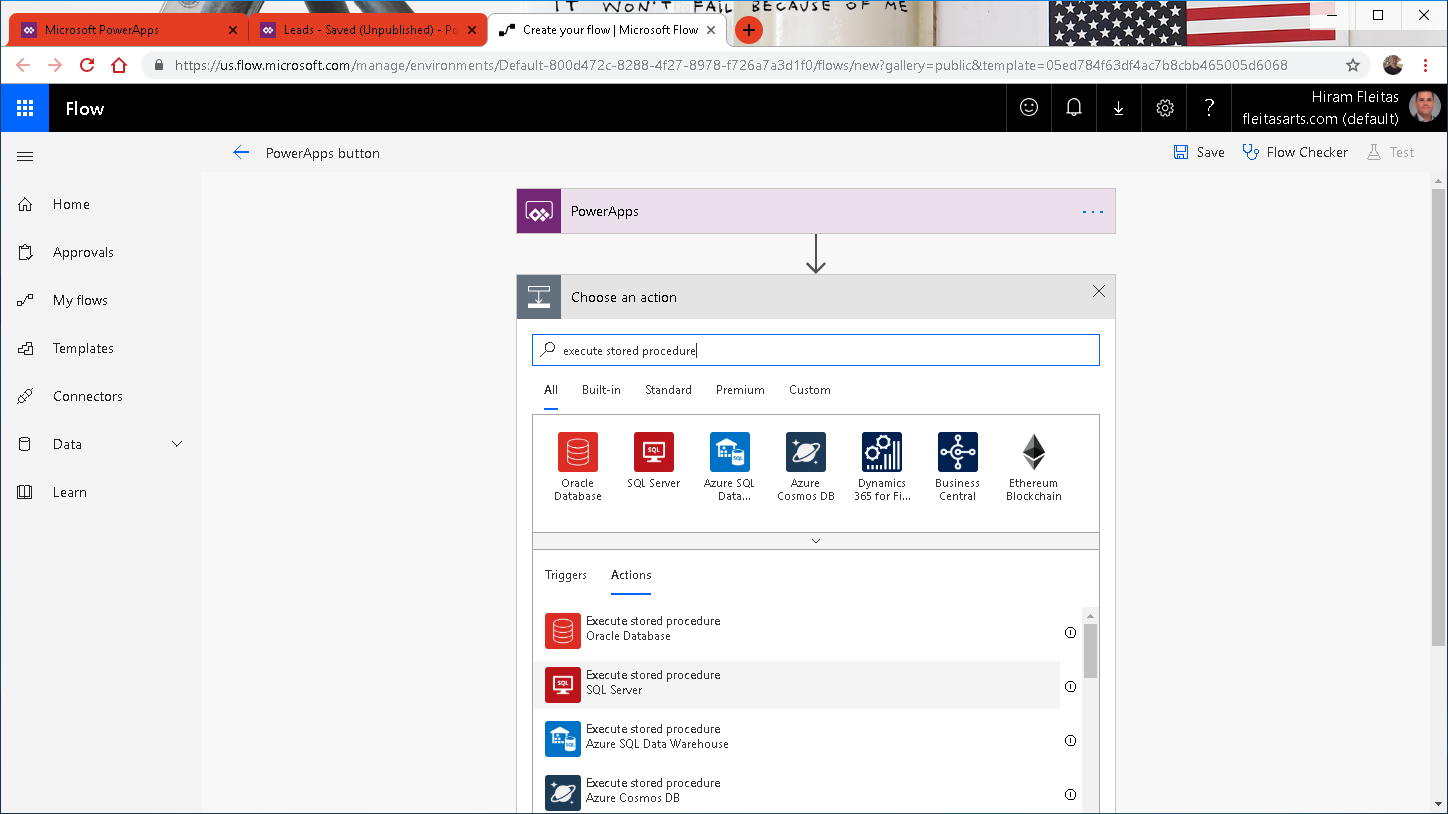 IT WON'T FAIL BECAUSE OF ME
Microsoft PowerApps
Leads - Saved (Unpublished) - Po
Create your flow | Microsoft Flow
https://us.flow.microsoft.com/manage/environments/Default-800d472c-8288-4f27-8978-f726a7a3d1f0/flows/new?gallery=public&template=05ed784f63df4ac7b8cbb465005d6068
Flow
?
Hiram Fleitas
fleitasarts.com (default)
PowerApps button
Save
Flow Checker
Test
Home
Approvals
My flows
Templates
Connectors
Data
Learn
PowerApps
Choose an action
execute stored procedure
All Built-in Standard Premium Custom
Oracle Database
SQL
SQL Server
SQL
Azure SQL Data...
Azure Cosmos DB
Dynamics 365 for Fi...
Business Central
Ethereum Blockchain
Triggers Actions
Execute stored procedure
Oracle Database
SQL
Execute stored procedure
SQL Server
SQL
Execute stored procedure
Azure SQL Data Warehouse
Execute stored procedure
Azure Cosmos DB